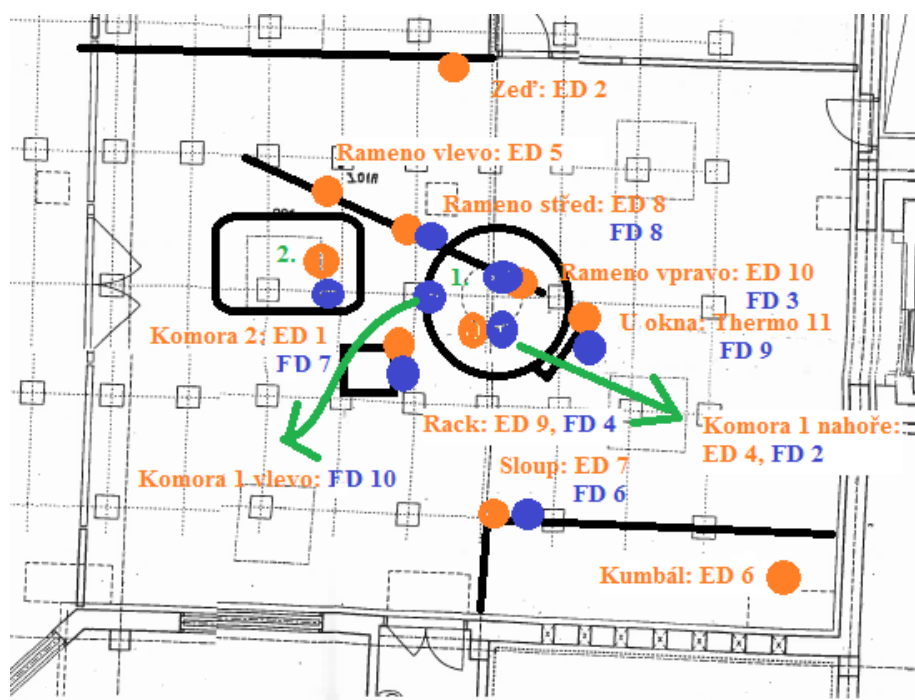 Zeď: ED 2
Rameno vlevo: ED 5
Rameno střed: ED 8
FD 8
2.
1.
Rameno vpravo: ED 10
FD 3
U okna: Thermo 11
FD 9
Komora 2: ED 1
FD 7
Rack: ED 9, FD 4
Komora 1 nahoře:
ED 4, FD 2
Sloup: ED 7
FD 6
Komora 1 vlevo: FD 10
Kumbál: ED 6